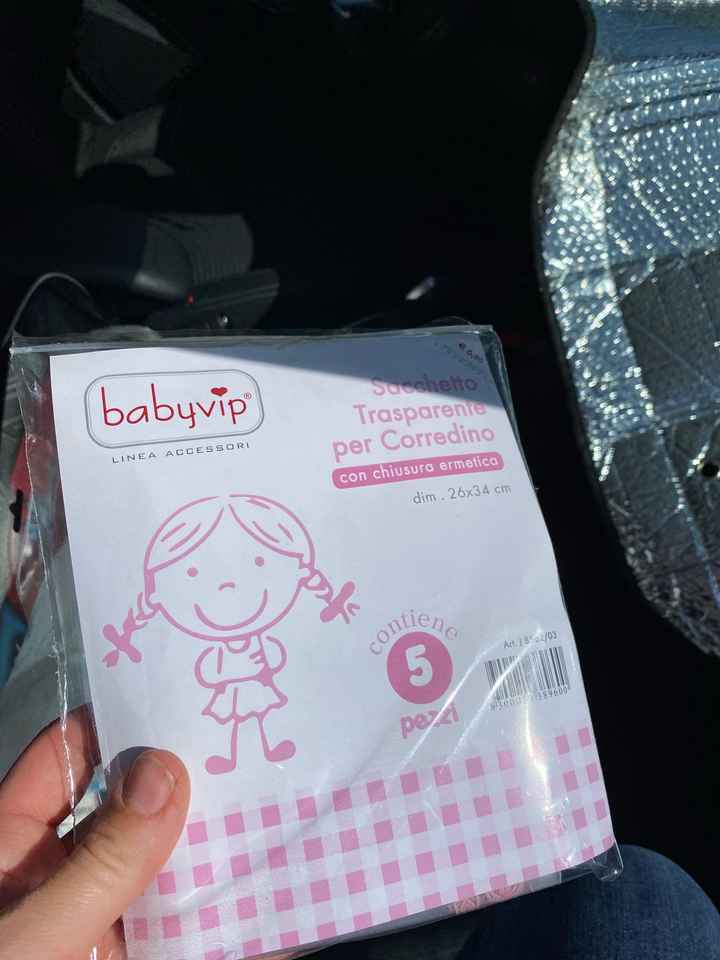 babyvip®
LINEA ACCESSORI
Sacchetto
Trasparente
per Corredino
con chiusura ermetica
dim . 26x34 cm
contiene
5
pezzi